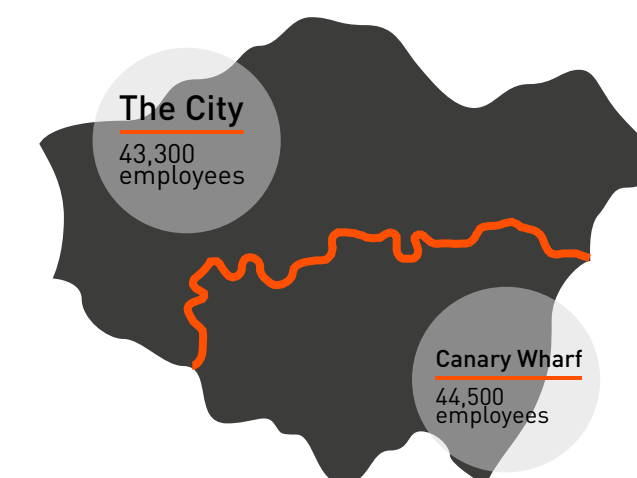 The City
43,300
employees
Canary Wharf
44,500
employees